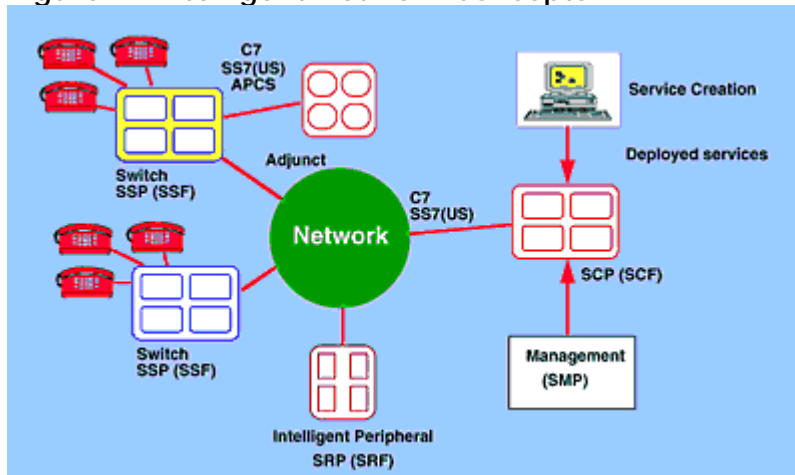 C7
SS7(US)
APCS
Adjunct
Switch
SSP (SSF)
Service Creation
Deployed services
C7
SS7(US)
Network
SCP (SCF)
Switch
SSP (SSF)
Management
(SMP)
Intelligent Peripheral
SRP (SRF)